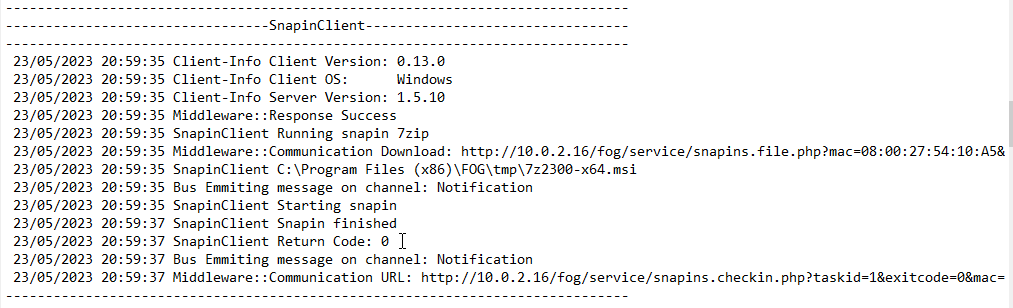 ------------------------------------------------------------------------------
---------------------------------SnapinClient---------------------------------
------------------------------------------------------------------------------
23/05/2023 20:59:35 Client-Info Client Version: 0.13.0
23/05/2023 20:59:35 Client-Info Client OS:      Windows
23/05/2023 20:59:35 Client-Info Server Version: 1.5.10
23/05/2023 20:59:35 Middleware::Response Success
23/05/2023 20:59:35 SnapinClient Running snapin 7zip
23/05/2023 20:59:35 Middleware::Communication Download: http://10.0.2.16/fog/service/snapins.file.php?mac=08:00:27:54:10:A5&
23/05/2023 20:59:35 SnapinClient C:\Program Files (x86)\FOG\tmp\7z2300-x64.msi
23/05/2023 20:59:35 Bus Emmiting message on channel: Notification
23/05/2023 20:59:35 SnapinClient Starting snapin
23/05/2023 20:59:37 SnapinClient Snapin finished
23/05/2023 20:59:37 SnapinClient Return Code: 0
23/05/2023 20:59:37 Bus Emmiting message on channel: Notification
23/05/2023 20:59:37 Middleware::Communication URL: http://10.0.2.16/fog/service/snapins.checkin.php?taskid=1&exitcode=0&mac=
------------------------------------------------------------------------------